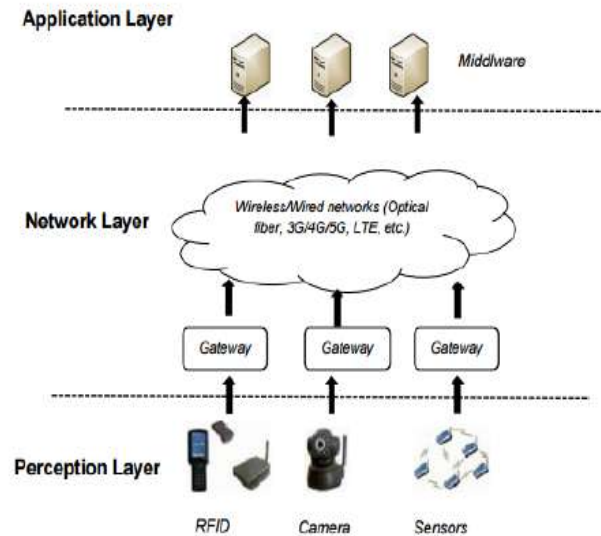 Application Layer
Middlware
Network Layer
Wireless/Wired networks (Optical
fiber, 3G/4G/5G, LTE, etc.)
Gateway Gateway Gateway
Perception Layer
RFID Camera Sensors